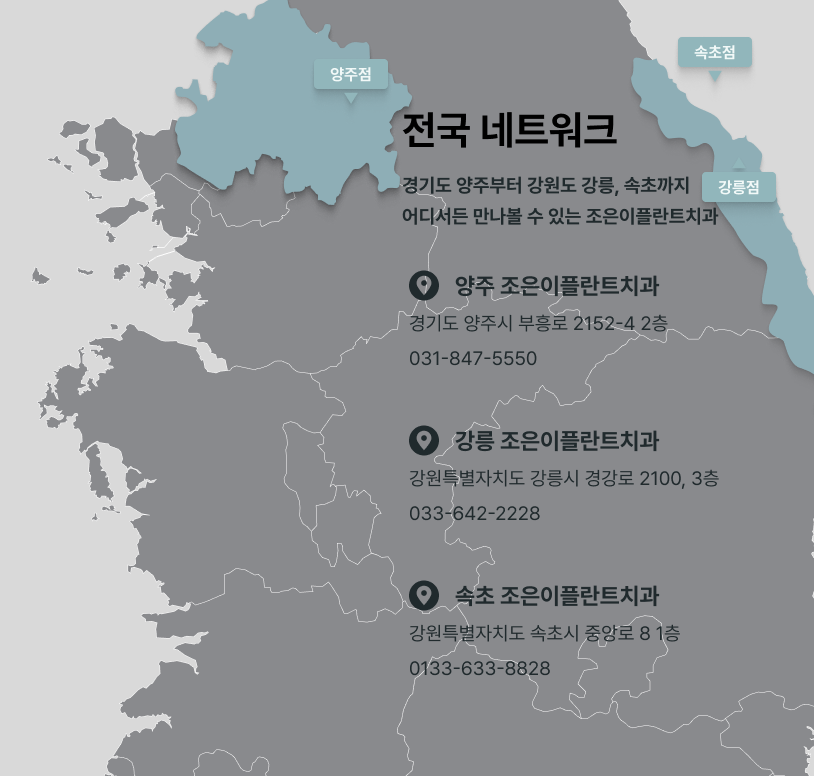 양주점
속초점
전국 네트워크
경기도 양주부터 강원도 강릉, 속초까지
강릉점
어디서든 만나볼 수 있는 조은이플란트치과
양주 조은이플란트치과
경기도 양주시 부흥로 2152-4 2층
031-847-5550
강릉 조은이플란트치과
강원특별자치도 강릉시 경강로 2100, 3층
033-642-2228
속초 조은이플란트치과
강원특별자치도 속초시 중앙로 8 1층
0133-633-8828